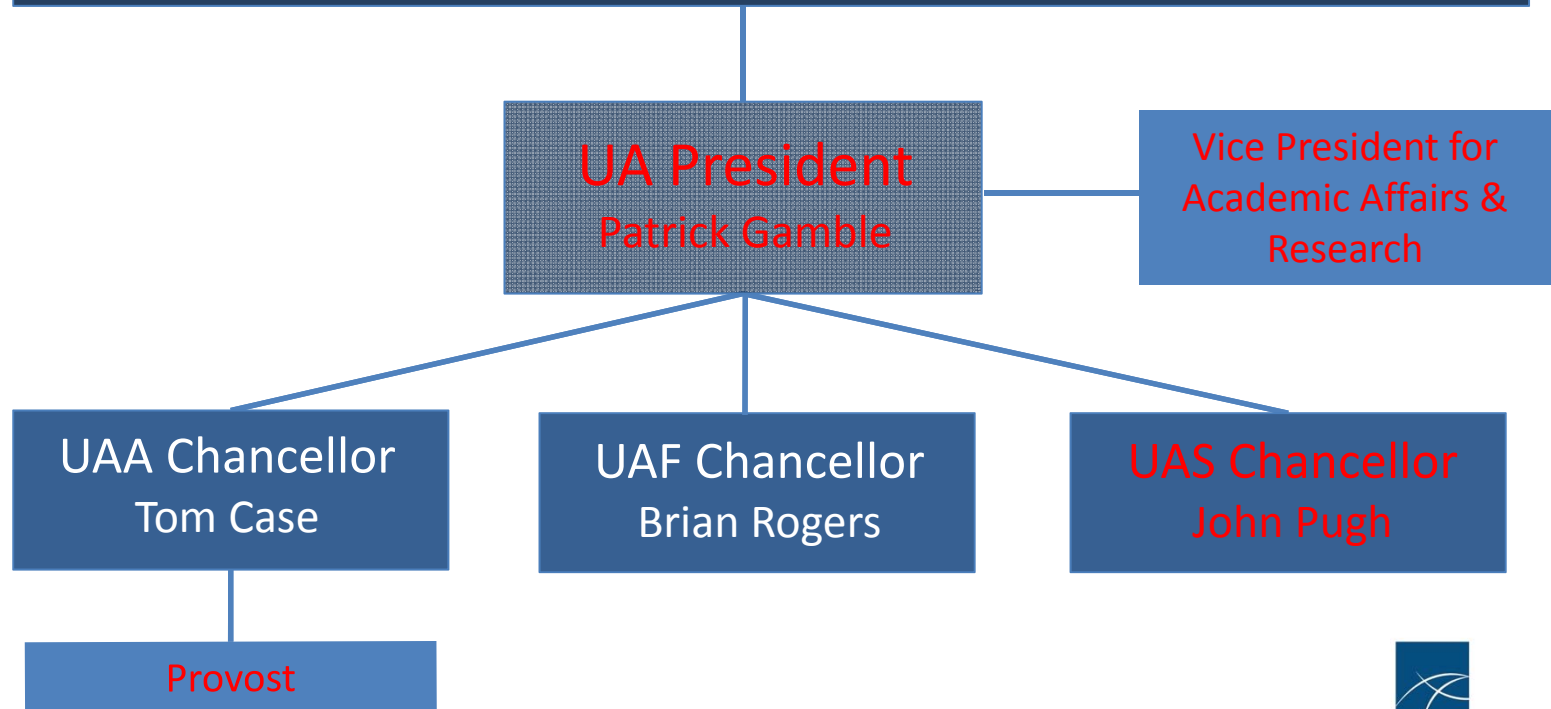 UA President
Patrick Gamble
Vice President for
Academic Affairs &
Research
UAA Chancellor
Tom Case
UAF Chancellor
Brian Rogers
UAS Chancellor
John Pugh
Provost